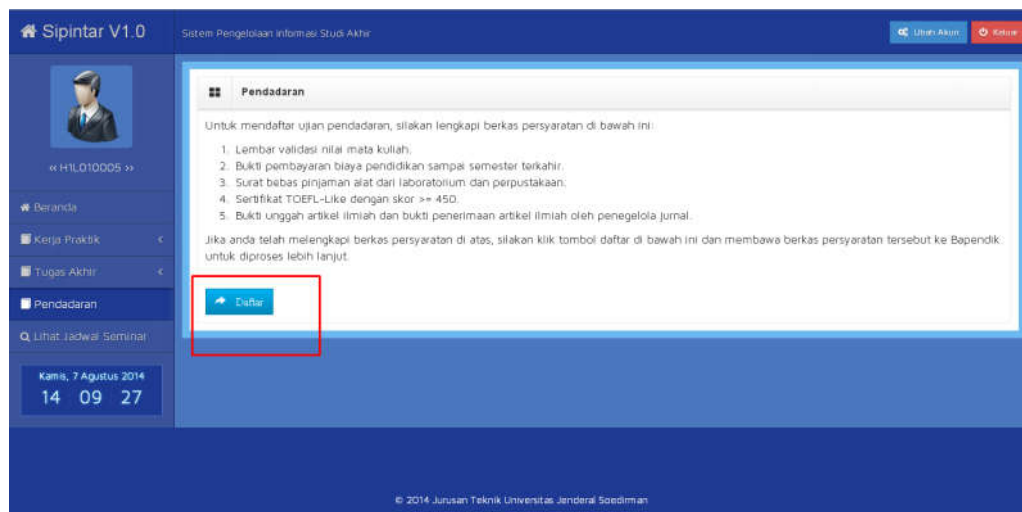 Sipintar V1.0
Sistem Pengelolaan Informasi Studi Akhir
Ubah Akun
Keluar
Pendadaran
Untuk mendaftar ujian pendadaran, silakan lengkapi berkas persyaratan di bawah ini:
1. Lembar validasi nilai mata kuliah.
2. Bukti pembayaran biaya pendidikan sampai semester terkahir.
3. Surat bebas pinjaman alat dari laboratorium dan perpustakaan.
4. Sertifikat TOEFL-Like dengan skor >= 450.
5. Bukti unggah artikel ilmiah dan bukti penerimaan artikel ilmiah oleh penegelola jurnal.
Jika anda telah melengkapi berkas persyaratan di atas, silakan klik tombol daftar di bawah ini dan membawa berkas persyaratan tersebut ke Bapendik
untuk diproses lebih lanjut.
Daftar
« H1L010005 »
Beranda
Kerja Praktik
Tugas Akhir
Pendadaran
Lihat Jadwal Seminar
Kamis, 7 Agustus 2014
14 09 27
© 2014 Jurusan Teknik Universitas Jenderal Soedirman